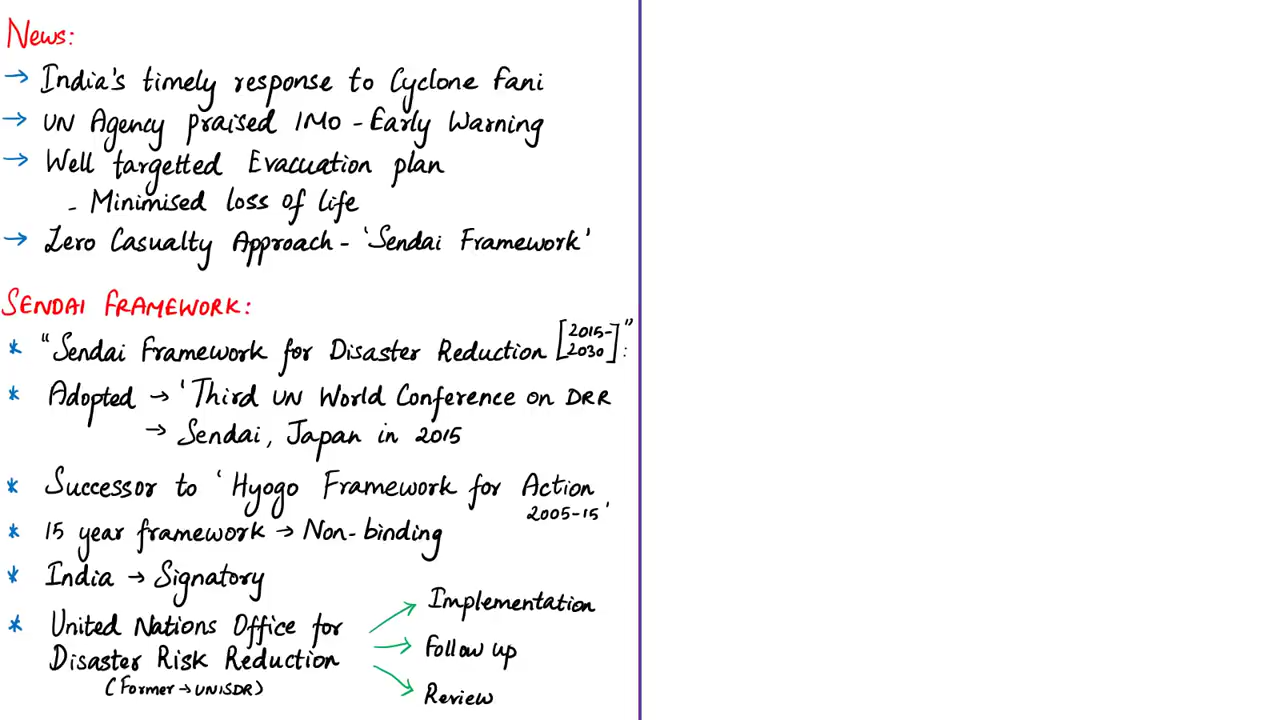 News:
→ India's timely response to Cyclone Fani
→ UN Agency praised IMO - Early Warning
→ Well targetted Evacuation plan
- Minimised loss of life
→ Zero Casualty Approach - 'Sendai Framework'
SENDAI FRAMEWORK:
* "Sendai Framework for Disaster Reduction [2015-
2030]":
* Adopted → 'Third UN World Conference on DRR
→ Sendai, Japan in 2015
* Successor to 'Hyogo Framework for Action
2005-15'
* 15 year framework → Non-binding
* India → Signatory
* United Nations Office for
Disaster Risk Reduction
(Former → UNISDR)
Implementation
Follow up
Review